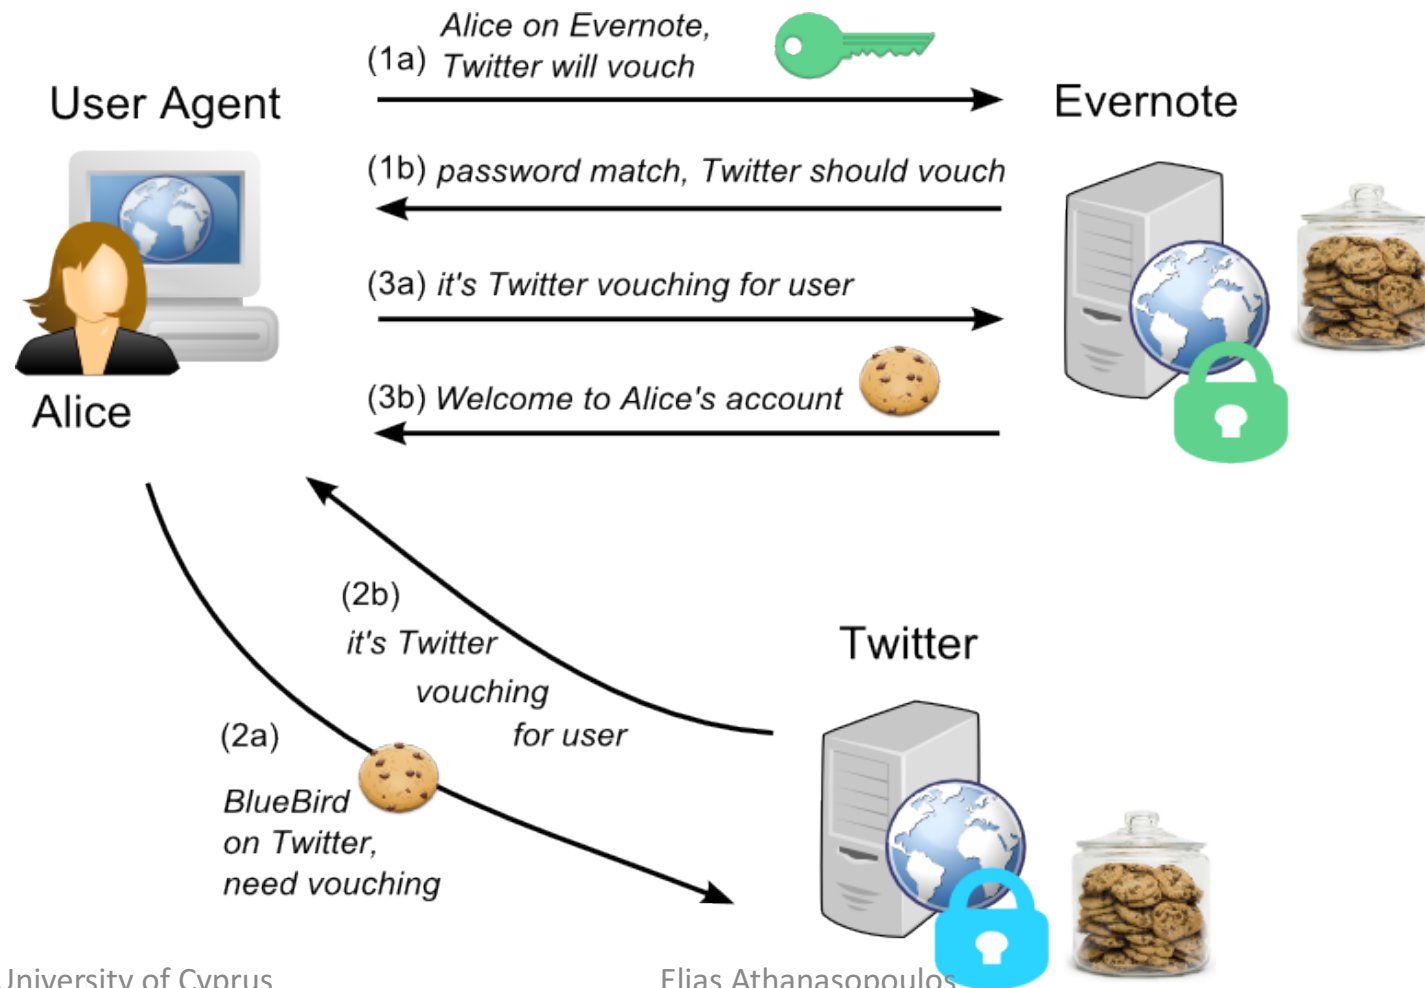 Alice on Evernote,
(1a) Twitter will vouch
User Agent
Evernote
(1b) password match, Twitter should vouch
(3a) it's Twitter vouching for user
(3b) Welcome to Alice's account
Alice
(2b)
it's Twitter
vouching
for user
Twitter
(2a)
BlueBird
on Twitter,
need vouching
University of Cyprus
Elias Athanasopoulos